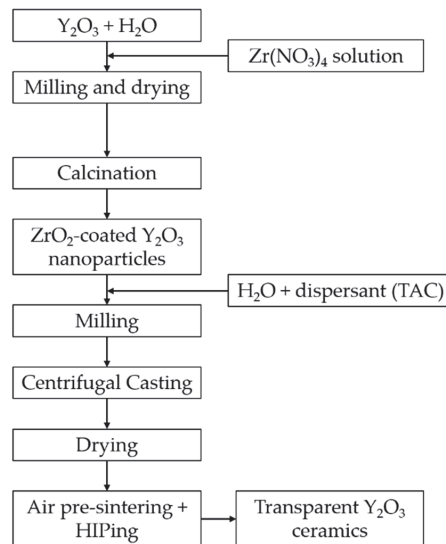 Y₂O₃ + H₂O
Zr(NO₃)₄ solution
Milling and drying
Calcination
ZrO₂-coated Y₂O₃
nanoparticles
H₂O + dispersant (TAC)
Milling
Centrifugal Casting
Drying
Air pre-sintering +
HIPing
Transparent Y₂O₃
ceramics